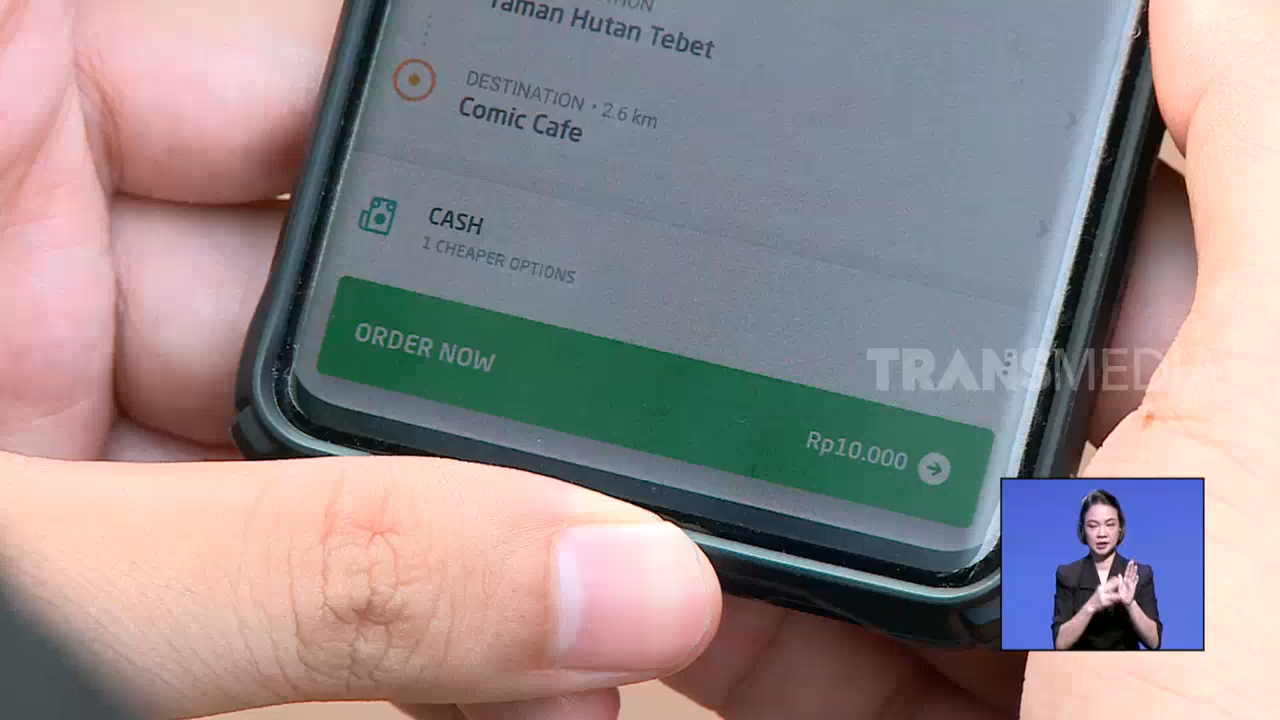 Taman Hutan Tebet
DESTINATION • 2.6 km
Comic Cafe
CASH
1 CHEAPER OPTIONS
ORDER NOW
Rp10.000
TRANSMEDIA